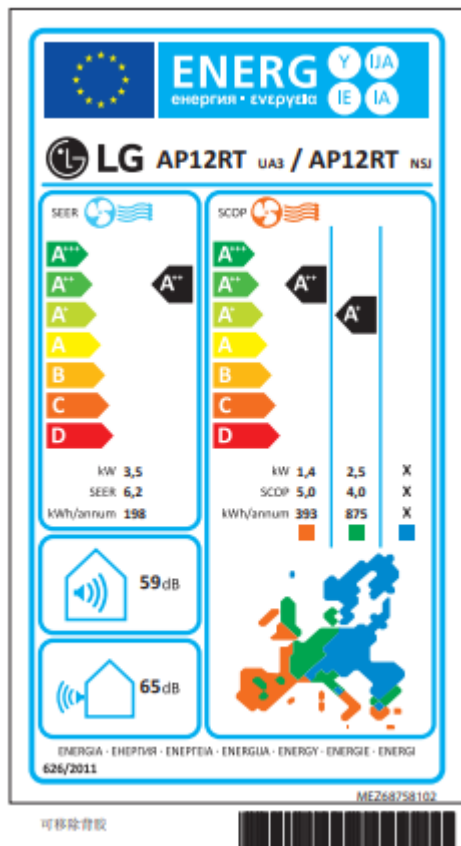 ENERG Y IJA
енергия · ενεργεια IE IA
LG AP12RT UA3 / AP12RT NSJ
SEER
A+++
A++
A+
A
B
C
D
A++
kW 3,5
SEER 6,2
kWh/annum 198
SCOP
A+++
A++
A+
A
B
C
D
A++
A+
kW 1,4 2,5 X
SCOP 5,0 4,0 X
kWh/annum 393 875 X
59dB
65dB
ENERGIA · ЕНЕРГИЯ · ΕΝΕΡΓΕΙΑ · ENERGIJA · ENERGY · ENERGIE · ENERGI
626/2011
MEZ68758102
可移除背胶